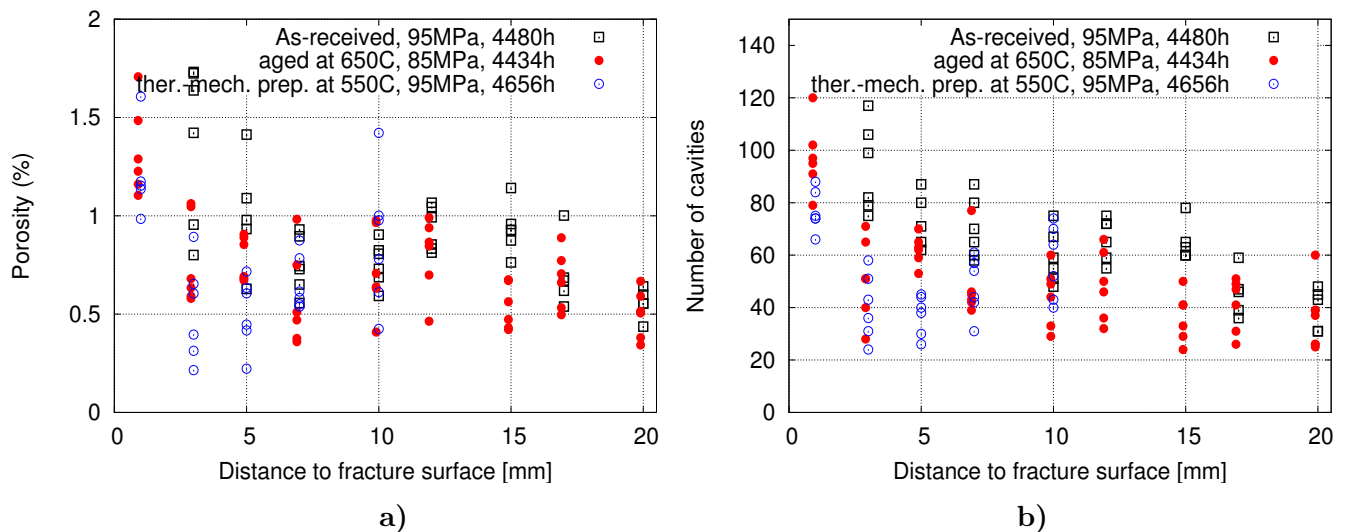 2
1.5
1
0.5
0
0
5
10
15
20
Porosity (%)
Distance to fracture surface [mm]
As-received, 95MPa, 4480h
aged at 650C, 85MPa, 4434h
ther.-mech. prep. at 550C, 95MPa, 4656h
a)
140
120
100
80
60
40
20
0
0
5
10
15
20
Number of cavities
Distance to fracture surface [mm]
As-received, 95MPa, 4480h
aged at 650C, 85MPa, 4434h
ther.-mech. prep. at 550C, 95MPa, 4656h
b)